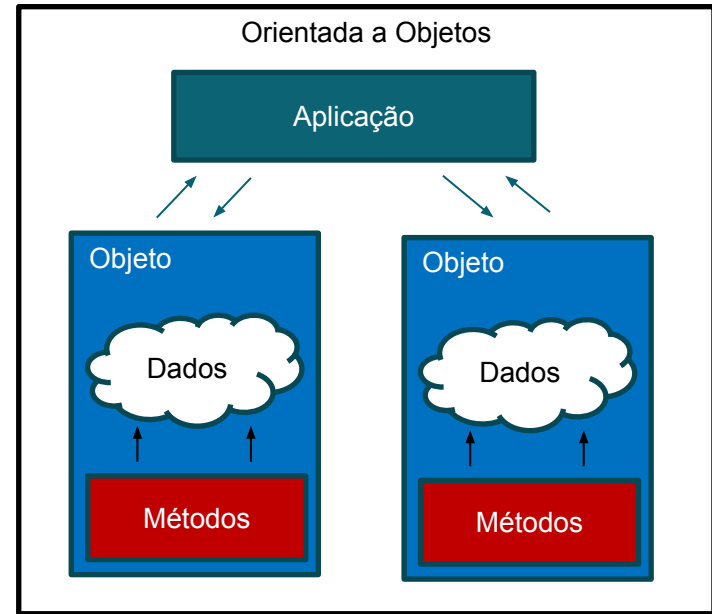 Orientada a Objetos
Aplicação
Objeto
Dados
Métodos
Objeto
Dados
Métodos